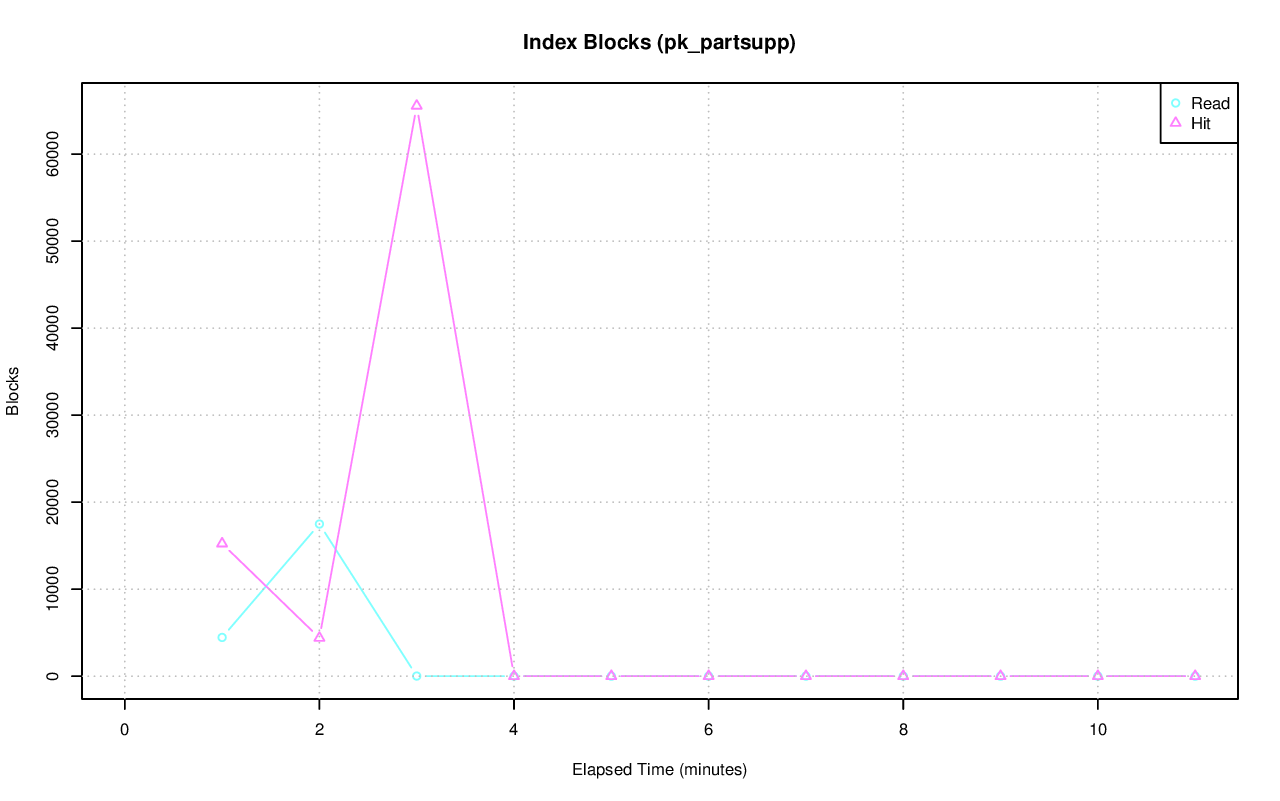 Index Blocks (pk_partsupp)
Read
Hit
60000
50000
40000
30000
20000
10000
0
Blocks
0 2 4 6 8 10
Elapsed Time (minutes)